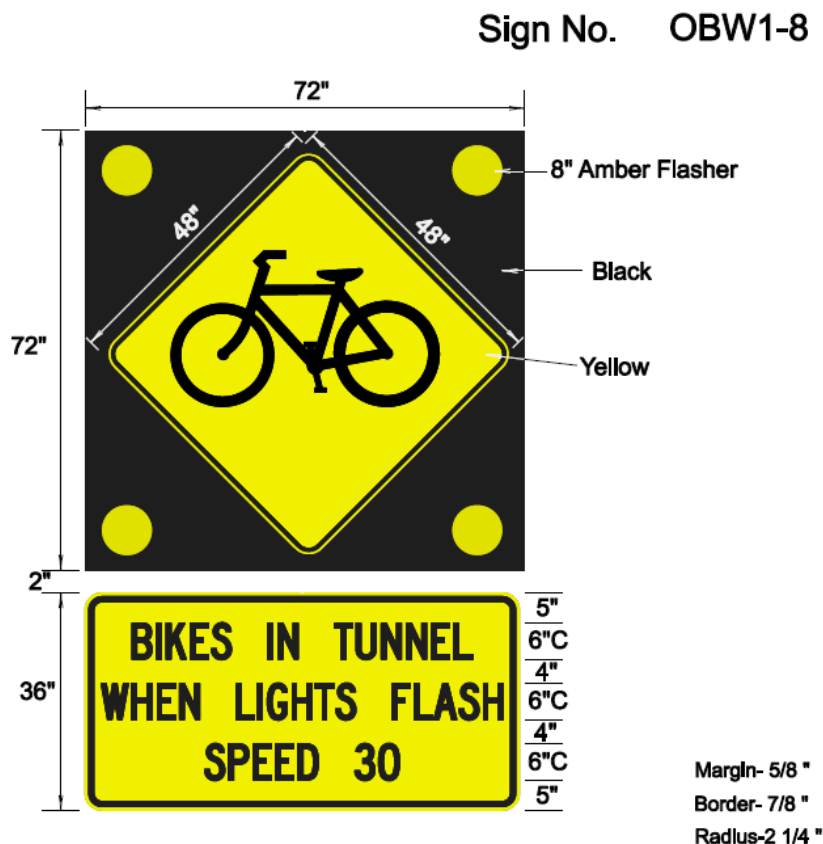 Sign No. OBW1-8
72"
8" Amber Flasher
48"
48"
Black
72"
Yellow
2"
5"
BIKES IN TUNNEL
6"C
4"
36"
WHEN LIGHTS FLASH
6"C
4"
SPEED 30
6"C
5"
Margin- 5/8 "
Border- 7/8 "
Radius-2 1/4 "